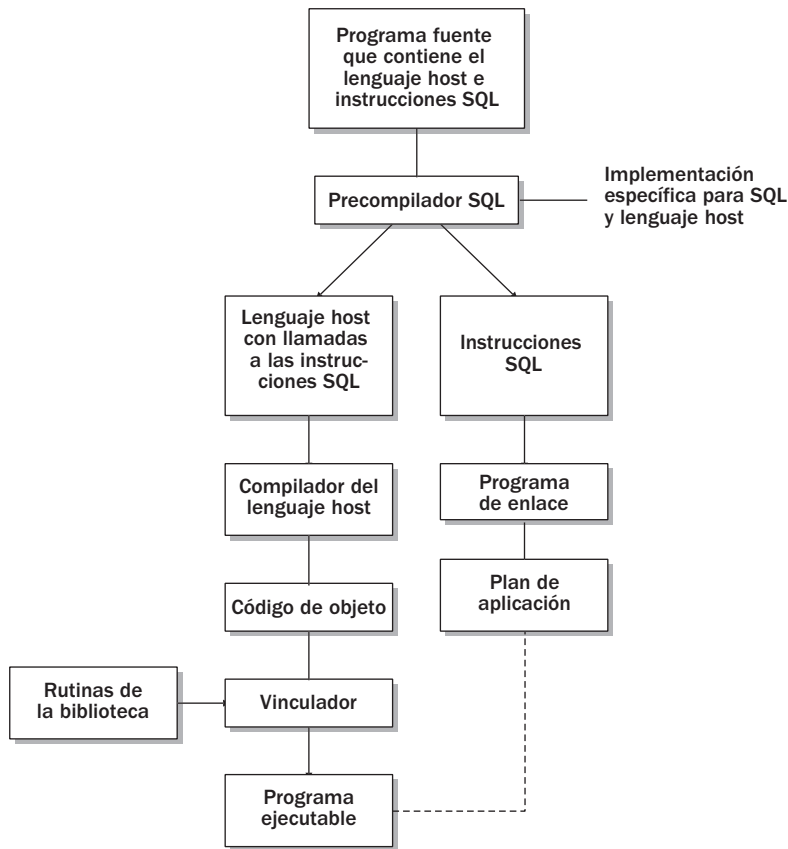 Programa fuente
que contiene el
lenguaje host e
instrucciones SQL
Precompilador SQL
Implementación
específica para SQL
y lenguaje host
Lenguaje host
con llamadas
a las instruc-
ciones SQL
Instrucciones
SQL
Compilador del
lenguaje host
Programa
de enlace
Código de objeto
Plan de
aplicación
Rutinas de
la biblioteca
Vinculador
Programa
ejecutable